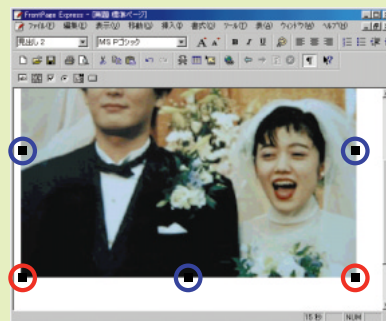 FrontPage Express - [無題 標準ページ]
ファイル(F) 編集(E) 表示(V) 移動(G) 挿入(I) 書式(O) ツール(T) 表(A) ウィンドウ(W) ヘルプ(H)
見出し 2 MS Pゴシック
15 秒 NUM